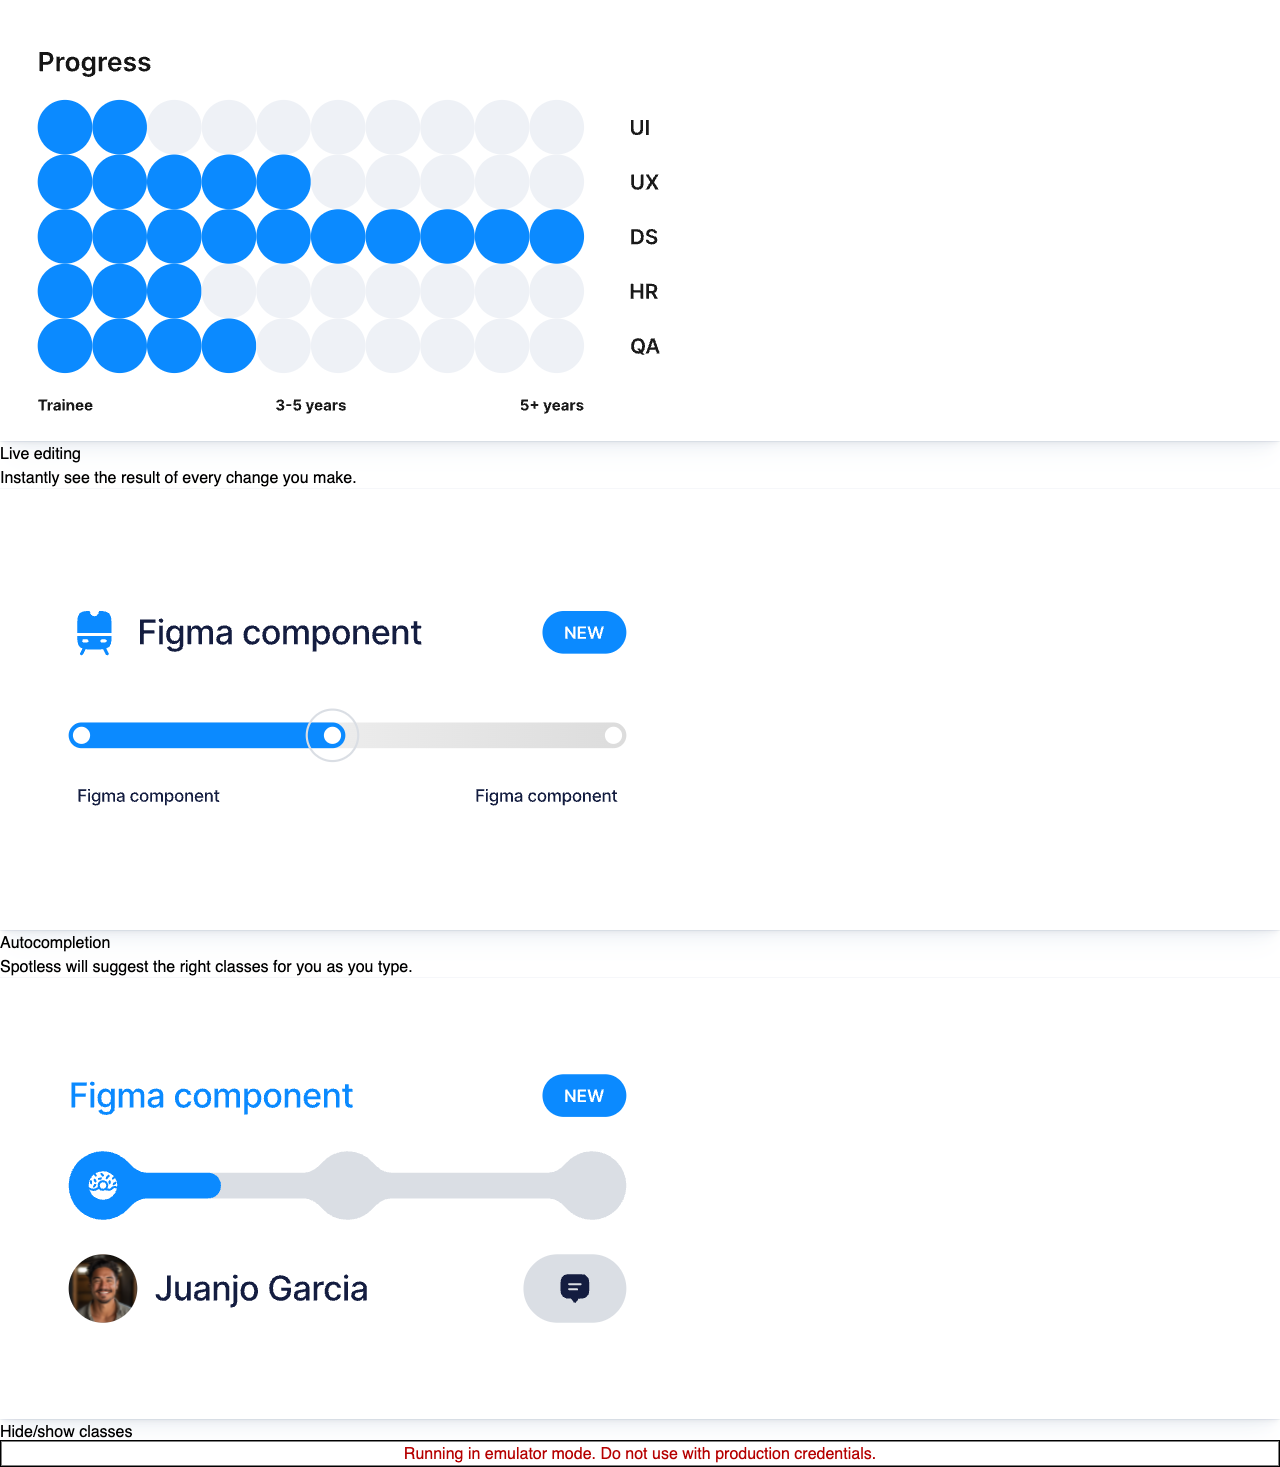 Progress
UI
UX
DS
HR
QA
Trainee 3-5 years 5+ years
Live editing
Instantly see the result of every change you make.
Figma component NEW
Figma component Figma component
Autocompletion
Spotless will suggest the right classes for you as you type.
Figma component NEW
Juanjo Garcia
Hide/show classes
Running in emulator mode. Do not use with production credentials.